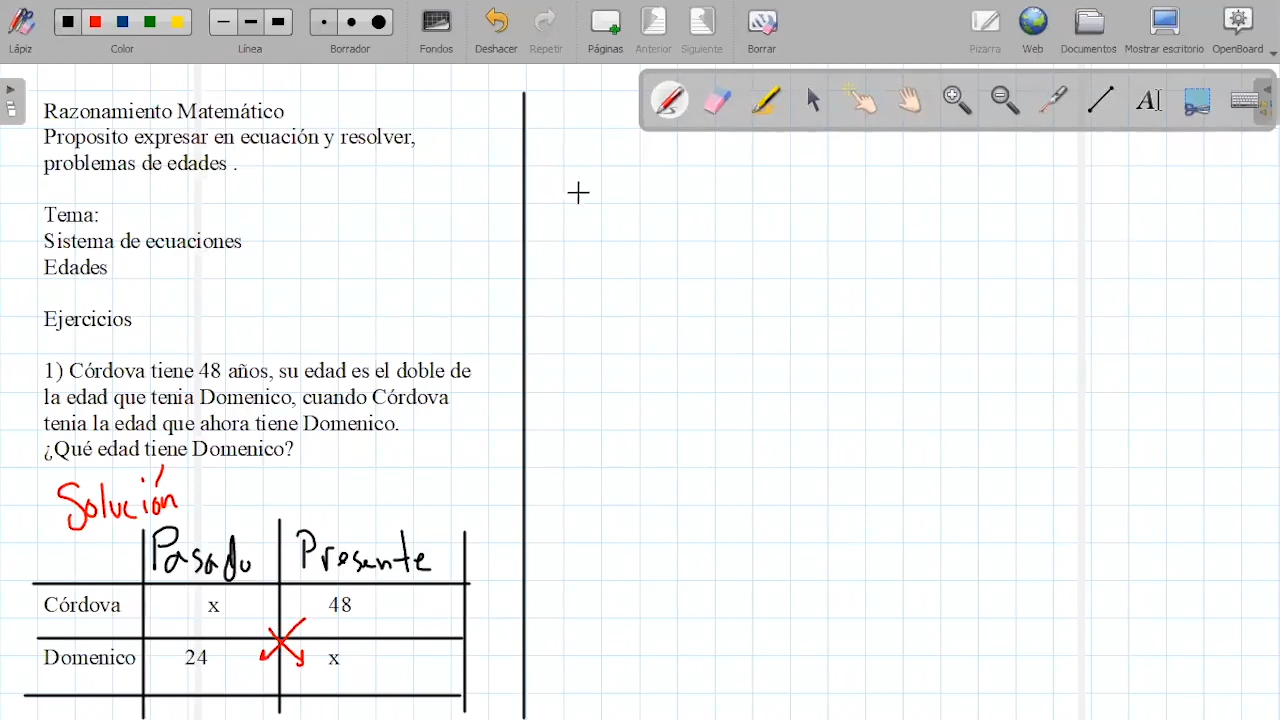 Lápiz
Color
Línea
Borrador
Fondos
Deshacer
Repetir
Páginas
Anterior
Siguiente
Borrar
Pizarra
Web
Documentos
Mostrar escritorio
OpenBoard
Razonamiento Matemático
Proposito expresar en ecuación y resolver,
problemas de edades .
Tema:
Sistema de ecuaciones
Edades
Ejercicios
1) Córdova tiene 48 años, su edad es el doble de
la edad que tenia Domenico, cuando Córdova
tenia la edad que ahora tiene Domenico.
¿Qué edad tiene Domenico?
Solución
Pasado Presente
Córdova x 48
Domenico 24 x